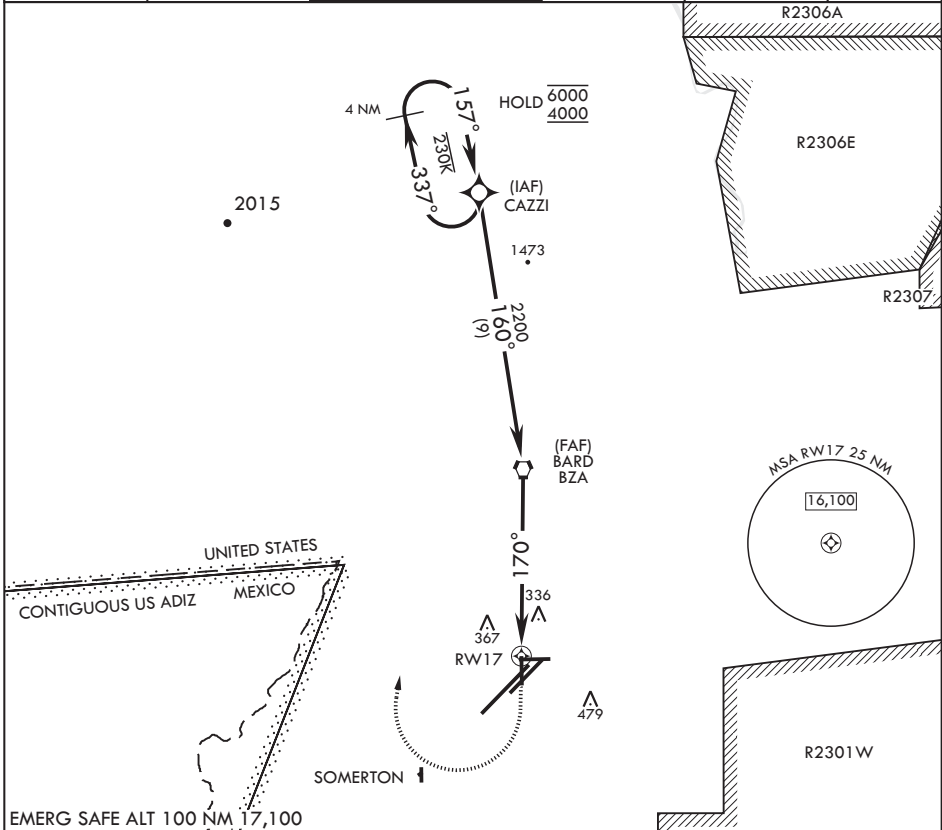 R2306A
4 NM
157°
HOLD 6000
4000
R2306E
230K
337°
2015
(IAF)
CAZZI
1473
R2307
2200
160°
(9)
(FAF)
BARD
BZA
MSA RW17 25 NM
16,100
170°
UNITED STATES
MEXICO
CONTIGUOUS US ADIZ
336
367
RW17
479
R2301W
SOMERTON
EMERG SAFE ALT 100 NM 17,100